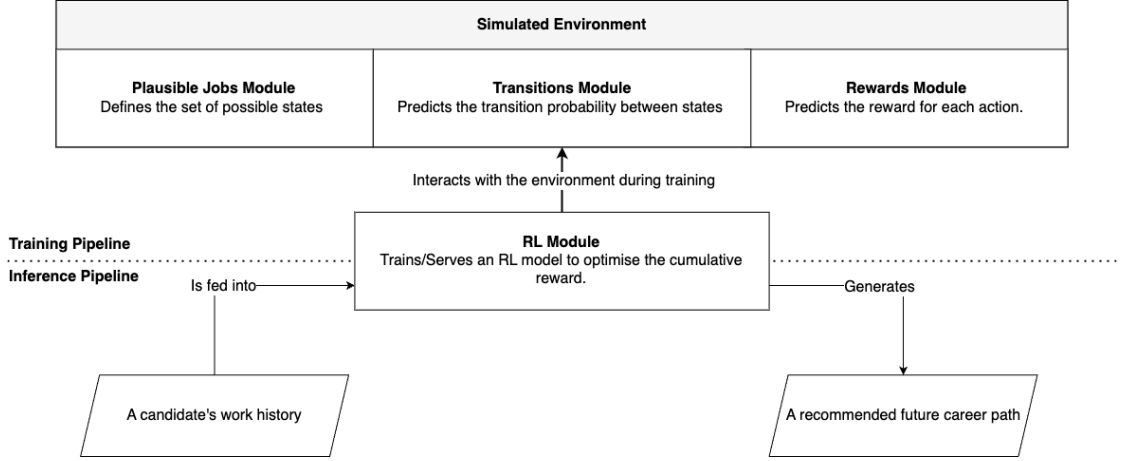 Simulated Environment
Plausible Jobs Module
Defines the set of possible states
Transitions Module
Predicts the transition probability between states
Rewards Module
Predicts the reward for each action.
Interacts with the environment during training
RL Module
Trains/Serves an RL model to optimise the cumulative
reward.
Training Pipeline
Inference Pipeline
Is fed into
Generates
A candidate's work history
A recommended future career path